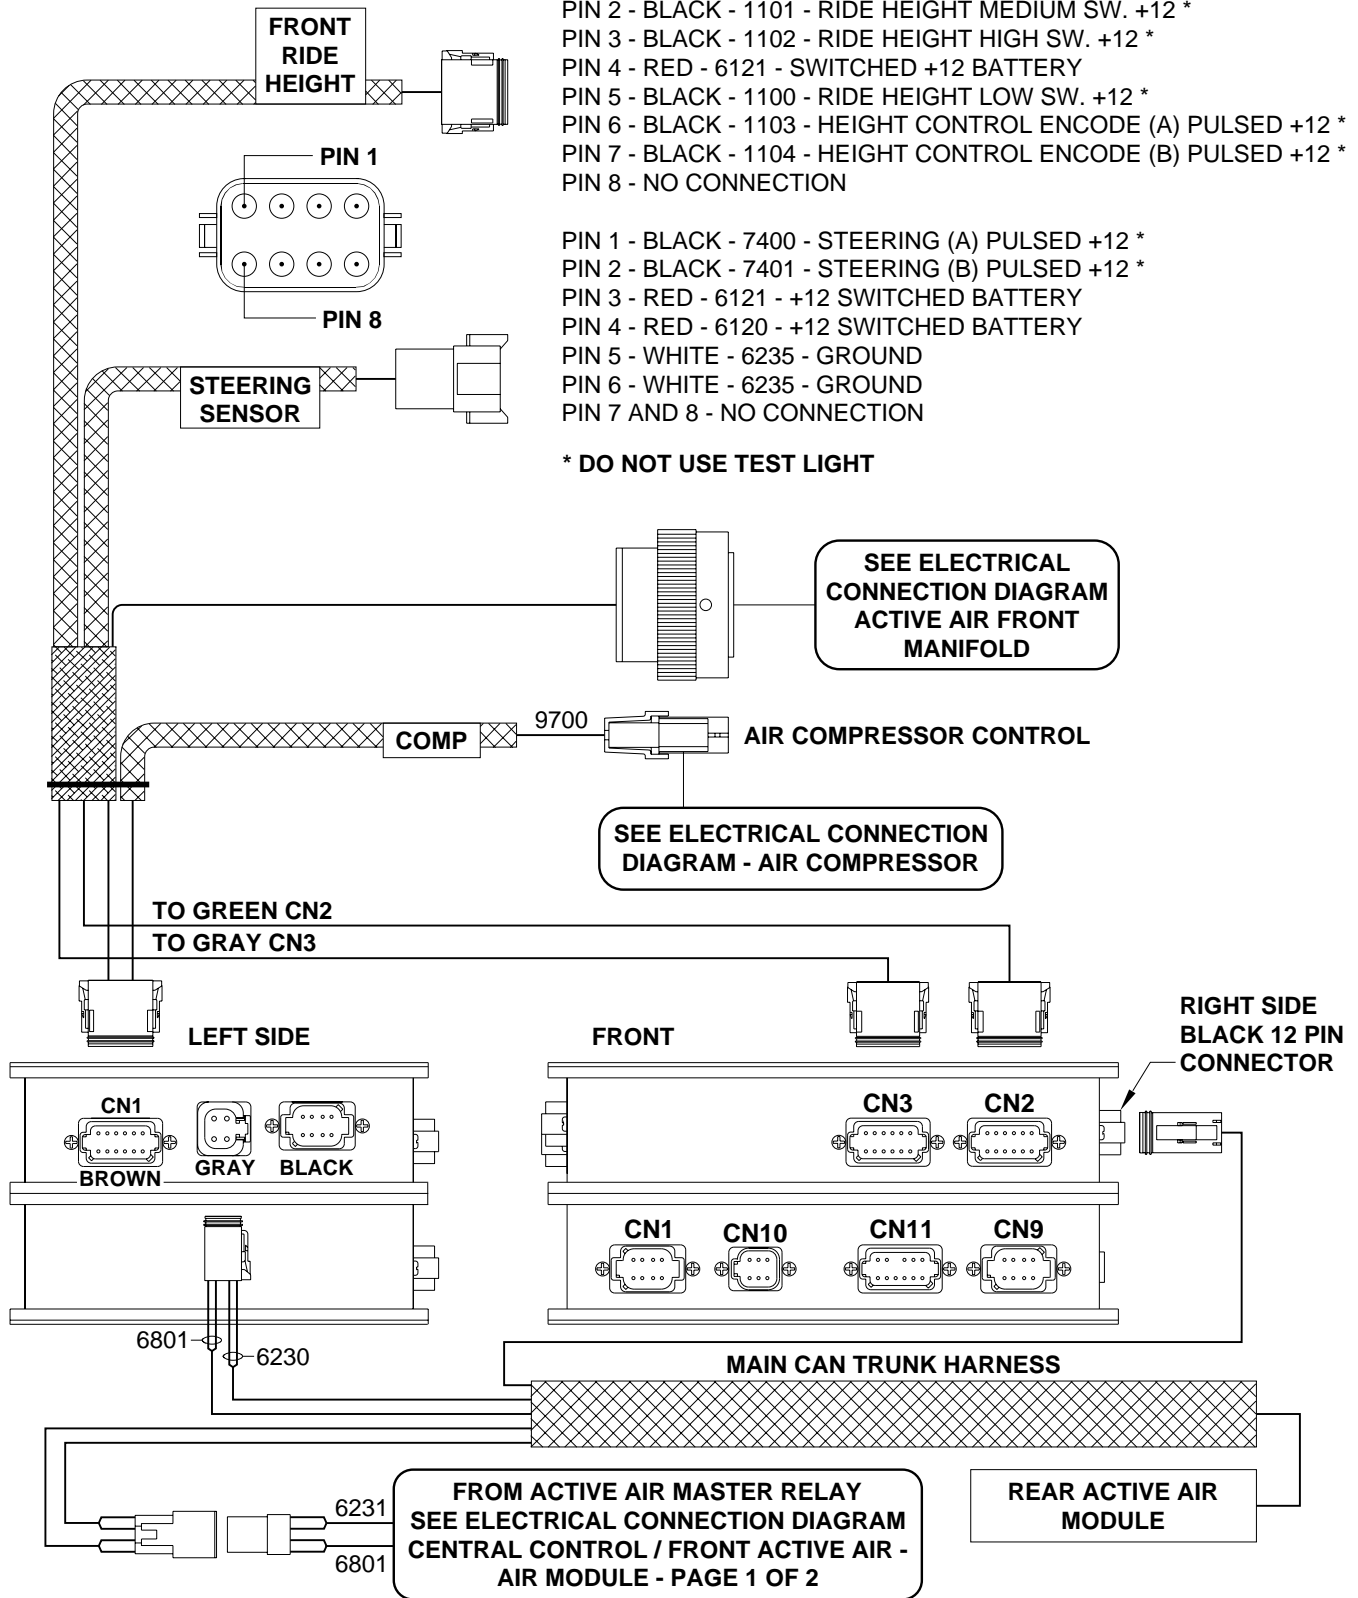 PIN 2 - BLACK - 1101 - RIDE HEIGHT MEDIUM SW. +12 *
PIN 3 - BLACK - 1102 - RIDE HEIGHT HIGH SW. +12 *
PIN 4 - RED - 6121 - SWITCHED +12 BATTERY
PIN 5 - BLACK - 1100 - RIDE HEIGHT LOW SW. +12 *
PIN 6 - BLACK - 1103 - HEIGHT CONTROL ENCODE (A) PULSED +12 *
PIN 7 - BLACK - 1104 - HEIGHT CONTROL ENCODE (B) PULSED +12 *
PIN 8 - NO CONNECTION
FRONT
RIDE
HEIGHT
PIN 1
PIN 8
PIN 1 - BLACK - 7400 - STEERING (A) PULSED +12 *
PIN 2 - BLACK - 7401 - STEERING (B) PULSED +12 *
PIN 3 - RED - 6121 - +12 SWITCHED BATTERY
PIN 4 - RED - 6120 - +12 SWITCHED BATTERY
PIN 5 - WHITE - 6235 - GROUND
PIN 6 - WHITE - 6235 - GROUND
PIN 7 AND 8 - NO CONNECTION
STEERING
SENSOR
* DO NOT USE TEST LIGHT
SEE ELECTRICAL
CONNECTION DIAGRAM
ACTIVE AIR FRONT
MANIFOLD
COMP
9700
AIR COMPRESSOR CONTROL
SEE ELECTRICAL CONNECTION
DIAGRAM - AIR COMPRESSOR
TO GREEN CN2
TO GRAY CN3
LEFT SIDE
FRONT
RIGHT SIDE
BLACK 12 PIN
CONNECTOR
CN1
BROWN
GRAY
BLACK
CN3
CN2
CN1
CN10
CN11
CN9
6801
6230
MAIN CAN TRUNK HARNESS
6231
6801
FROM ACTIVE AIR MASTER RELAY
SEE ELECTRICAL CONNECTION DIAGRAM
CENTRAL CONTROL / FRONT ACTIVE AIR -
AIR MODULE - PAGE 1 OF 2
REAR ACTIVE AIR
MODULE